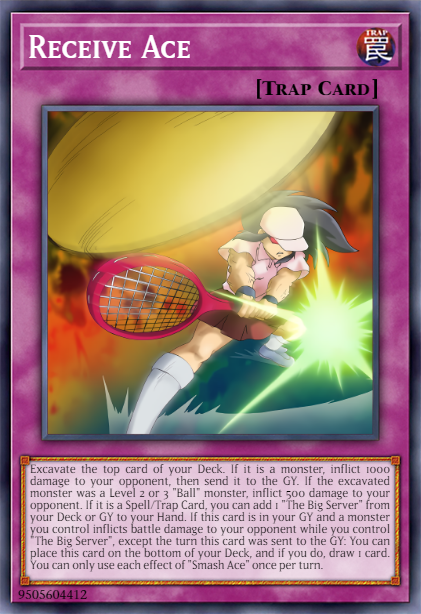 Receive Ace
TRAP
罠
[Trap Card]
Excavate the top card of your Deck. If it is a monster, inflict 1000
damage to your opponent, then send it to the GY. If the excavated
monster was a Level 2 or 3 "Ball" monster, inflict 500 damage to your
opponent. If it is a Spell/Trap Card, you can add 1 "The Big Server" from
your Deck or GY to your Hand. If this card is in your GY and a monster
you control inflicts battle damage to your opponent while you control
"The Big Server", except the turn this card was sent to the GY: You can
place this card on the bottom of your Deck, and if you do, draw 1 card.
You can only use each effect of "Smash Ace" once per turn.
9505604412